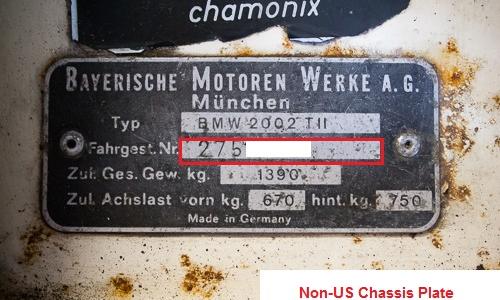 chamonix
BAYERISCHE MOTOREN WERKE A.G.
München
Typ BMW 2002 TII
Fahrgest. Nr. 275
Zul. Ges. Gew. kg. 1390
Zul. Achslast vorn kg. 670 hint. kg. 750
Made in Germany
Non-US Chassis Plate